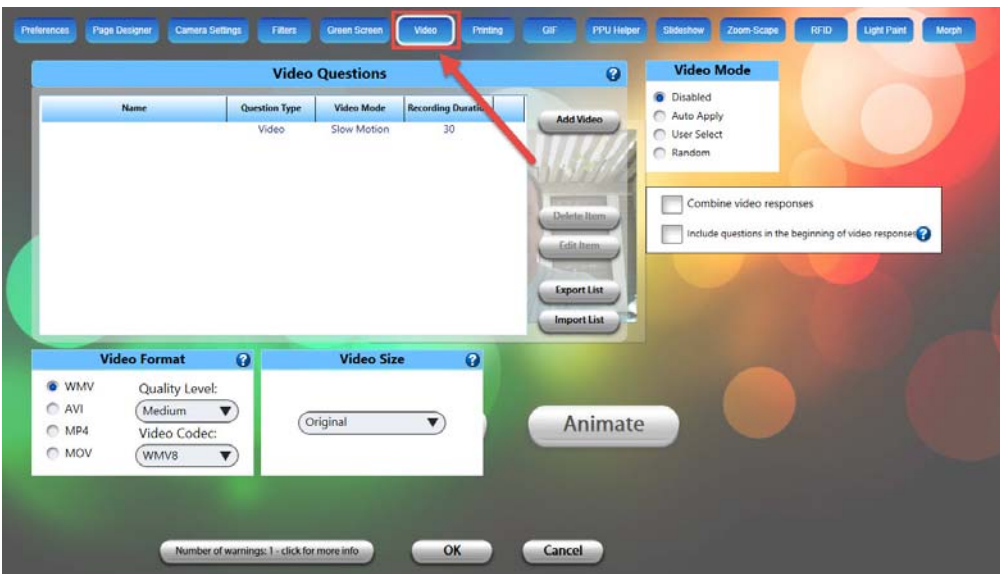 Preferences Page Designer Camera Settings Filters Green Screen Video Printing GIF PPU Helper Slideshow Zoom-Scape RFID Light Paint Morph
Video Questions ?
Name Question Type Video Mode Recording Duration
Video Slow Motion 30
Add Video
Delete Item
Edit Item
Export List
Import List
Video Mode
Disabled
Auto Apply
User Select
Random
Combine video responses
Include questions in the beginning of video responses ?
Video Format ?
WMV
AVI
MP4
MOV
Quality Level:
Medium
Video Codec:
WMV8
Video Size ?
Original
Animate
Number of warnings: 1 - click for more info OK Cancel